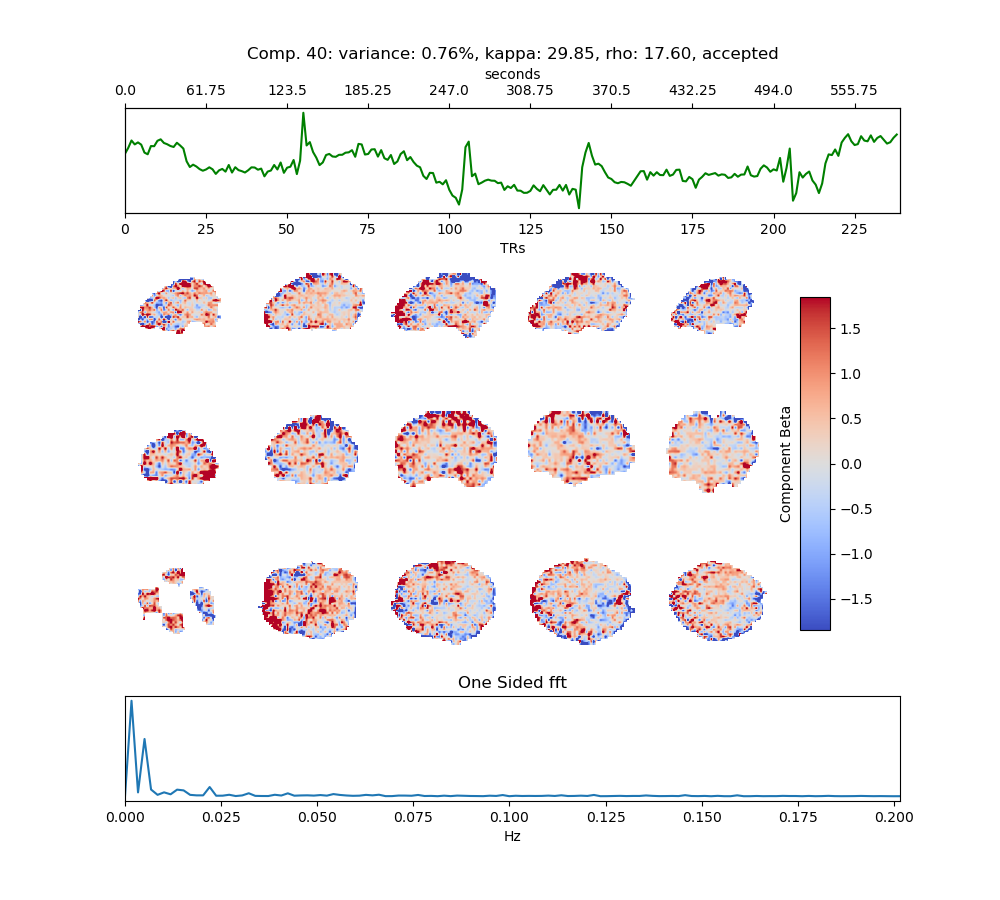 Comp. 40: variance: 0.76%, kappa: 29.85, rho: 17.60, accepted
seconds
0.0 61.75 123.5 185.25 247.0 308.75 370.5 432.25 494.0 555.75
0 25 50 75 100 125 150 175 200 225
TRs
1.5
1.0
0.5
0.0
−0.5
−1.0
−1.5
Component Beta
One Sided fft
0.000 0.025 0.050 0.075 0.100 0.125 0.150 0.175 0.200
Hz